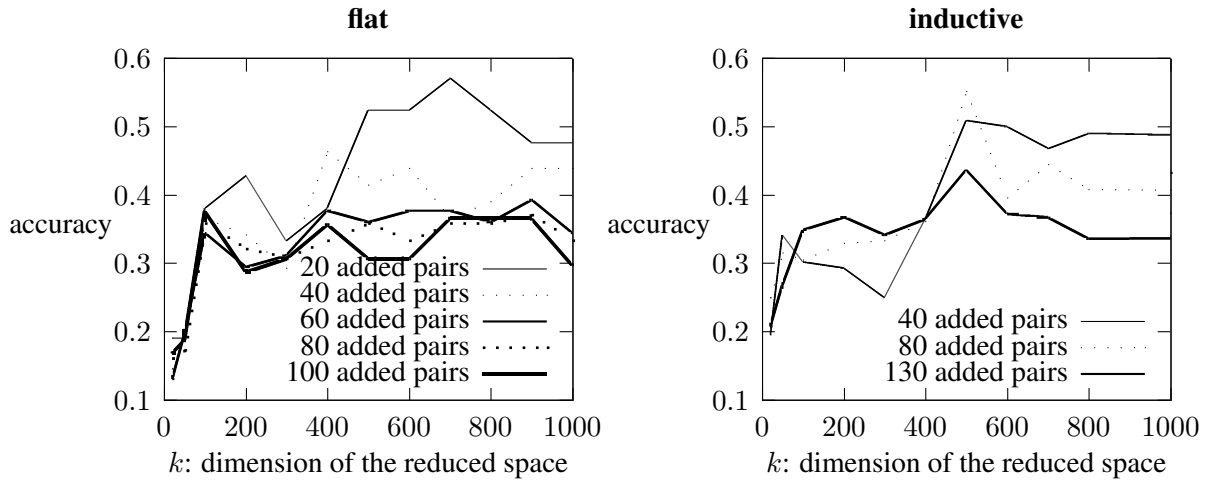 flat
0.6
0.5
0.4
accuracy
0.3
0.2
0.1
20 added pairs
40 added pairs
60 added pairs
80 added pairs
100 added pairs
0 200 400 600 800 1000
k: dimension of the reduced space
inductive
0.6
0.5
0.4
accuracy
0.3
0.2
0.1
40 added pairs
80 added pairs
130 added pairs
0 200 400 600 800 1000
k: dimension of the reduced space